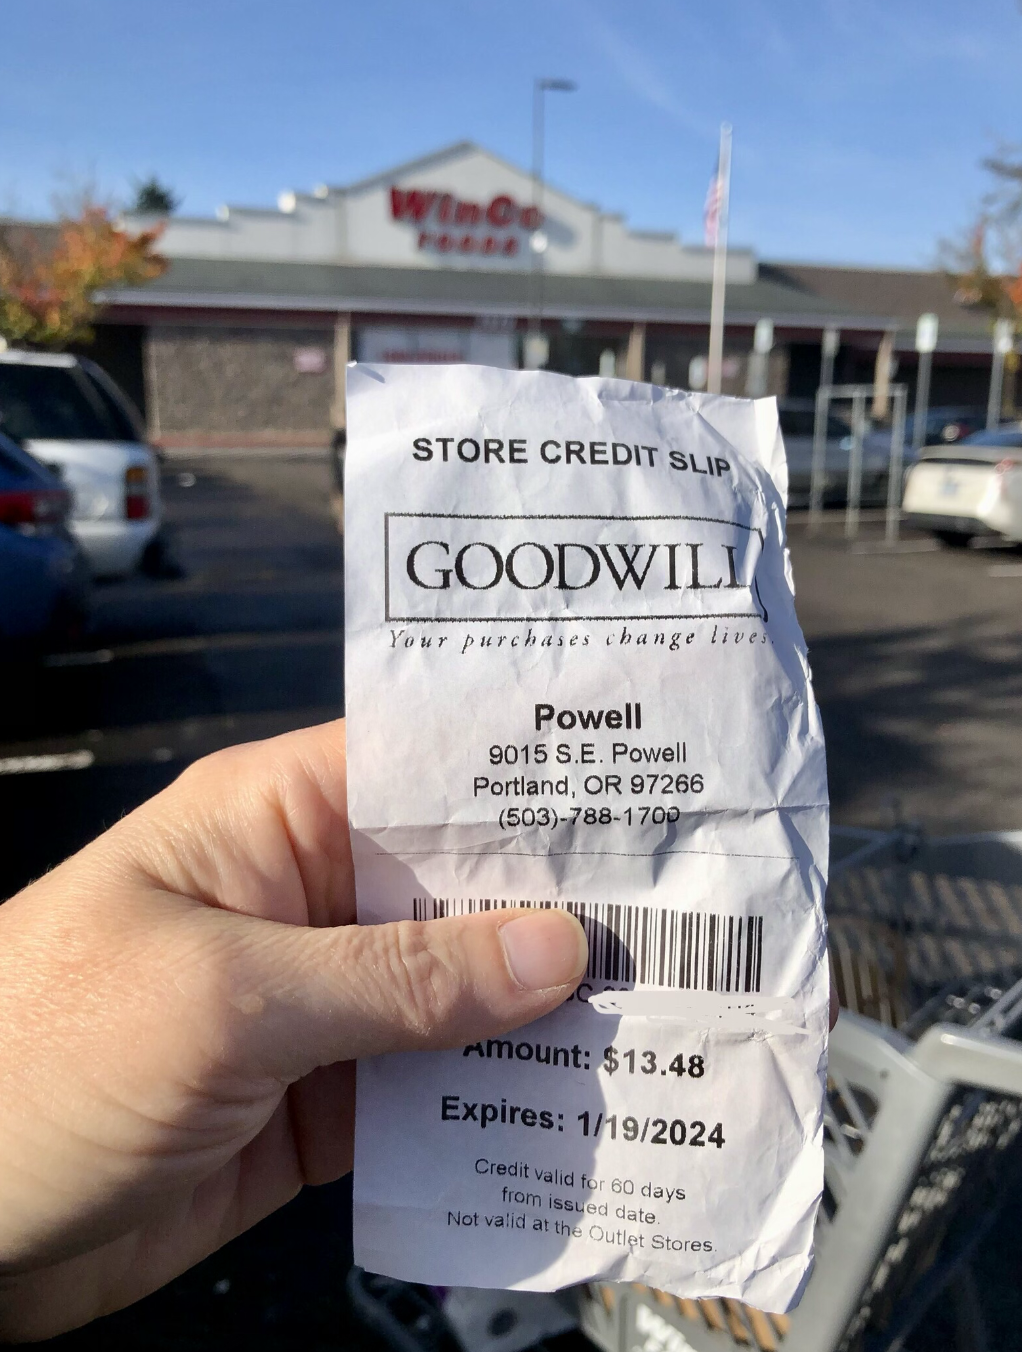 WinCo
FOODS
STORE CREDIT SLIP
GOODWILL
Your purchases change lives.
Powell
9015 S.E. Powell
Portland, OR 97266
(503)-788-1700
Amount: $13.48
Expires: 1/19/2024
Credit valid for 60 days
from issued date.
Not valid at the Outlet Stores.